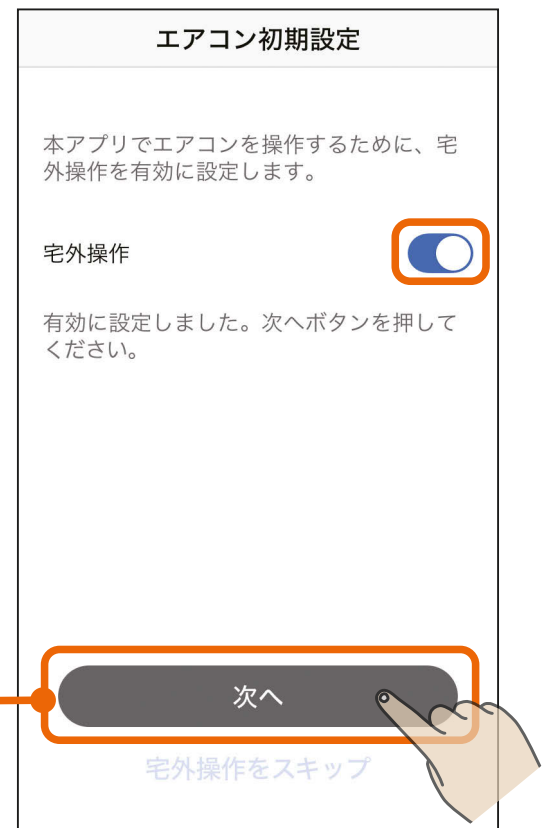 エアコン初期設定
本アプリでエアコンを操作するために、宅
外操作を有効に設定します。
宅外操作
有効に設定しました。次へボタンを押して
ください。
次へ
宅外操作をスキップ